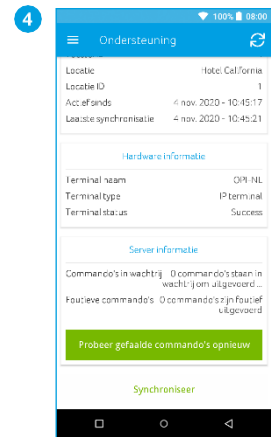 4
100% 08:00
Ondersteuning
Locatie Hotel California
Locatie ID 1
Actief sinds 4 nov. 2020 - 10:45:17
Laatste synchronisatie 4 nov. 2020 - 10:45:21
Hardware informatie
Terminal naam OPI-NL
Terminal type IP terminal
Terminal status Success
Server informatie
Commando's in wachtrij 0 commando's staan in
wachtrij om uitgevoerd ...
Foutieve commando's 0 commando's zijn foutief
uitgevoerd
Probeer gefaalde commando's opnieuw
Synchroniseer